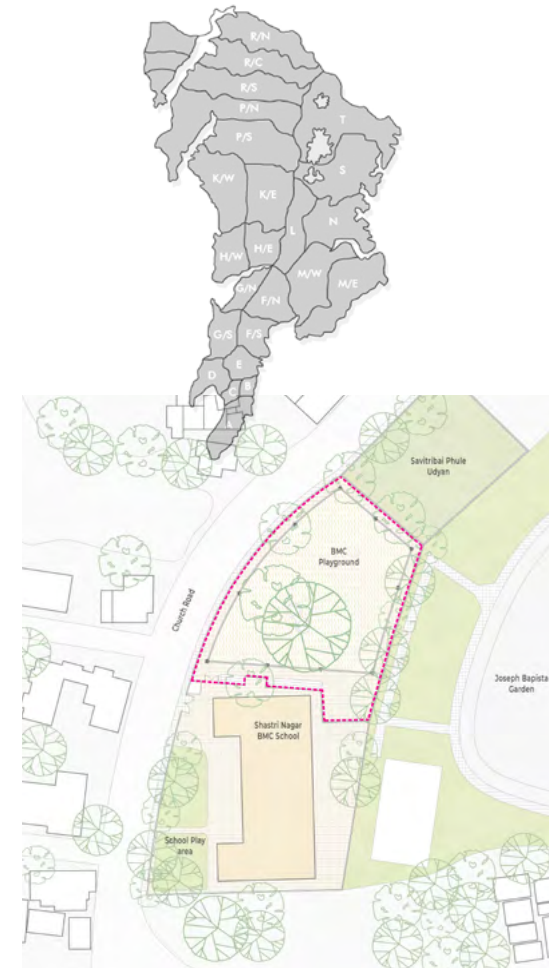 R/N
R/C
R/S
P/N
T
P/S
S
K/W
K/E
N
L
H/W
H/E
M/W
M/E
G/N
F/N
G/S
F/S
E
D
B
C
A
Savitribai Phule
Udyan
BMC
Playground
Church Road
Joseph Bapista
Garden
Shastri Nagar
BMC School
School Play
area